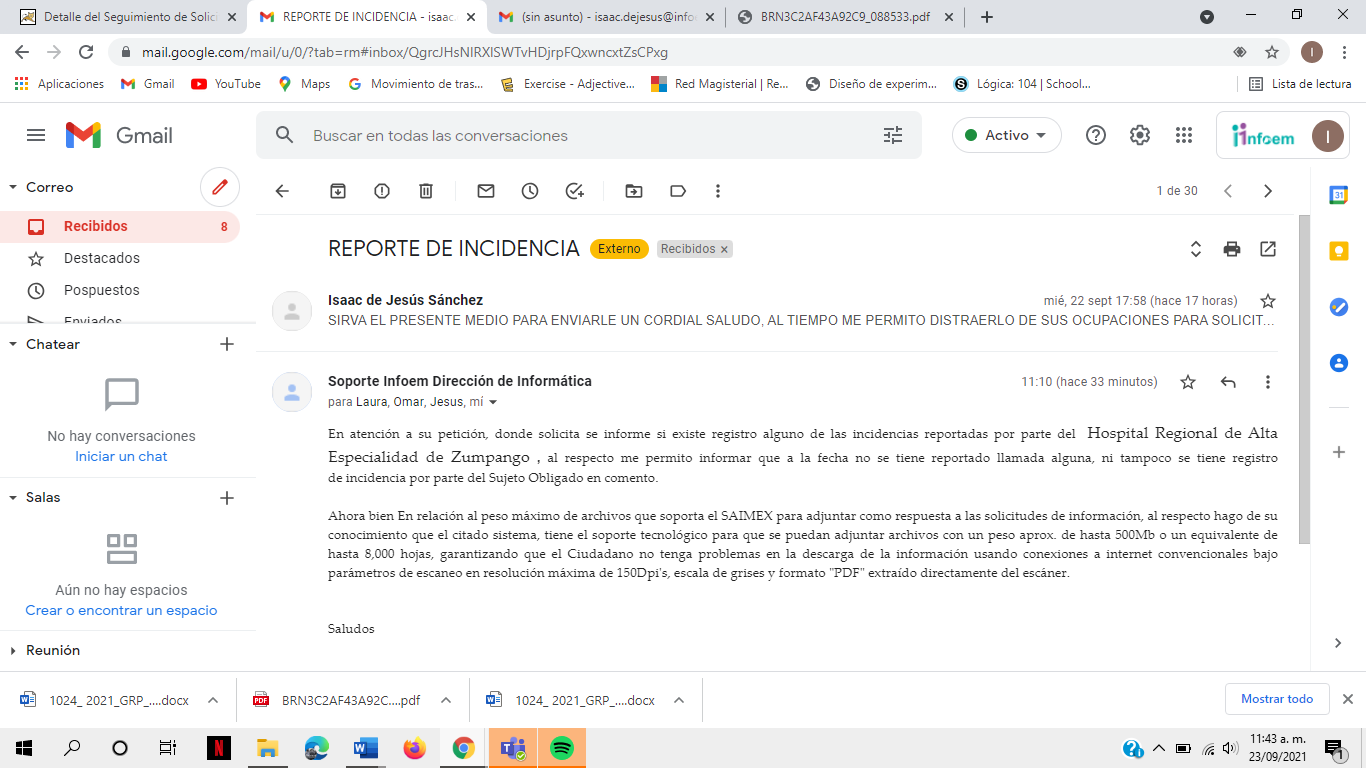 Detalle del Seguimiento de Solici
REPORTE DE INCIDENCIA - isaac.
(sin asunto) - isaac.dejesus@info
BRN3C2AF43A92C9_088533.pdf
mail.google.com/mail/u/0/?tab=rm#inbox/QgrcJHsNlRXlSWTvHDjrpFQxwncxtZsCPxg
Aplicaciones
Gmail
YouTube
Maps
Movimiento de tras...
Exercise - Adjective...
Red Magisterial | Re...
Diseño de experim...
Lógica: 104 | School...
Lista de lectura
Gmail
Buscar en todas las conversaciones
Activo
infoem
I
Correo
Recibidos 8
Destacados
Pospuestos
Enviados
Chatear
No hay conversaciones
Iniciar un chat
Salas
Aún no hay espacios
Crear o encontrar un espacio
Reunión
1 de 30
REPORTE DE INCIDENCIA Externo Recibidos
Isaac de Jesús Sánchez
mié, 22 sept 17:58 (hace 17 horas)
SIRVA EL PRESENTE MEDIO PARA ENVIARLE UN CORDIAL SALUDO, AL TIEMPO ME PERMITO DISTRAERLO DE SUS OCUPACIONES PARA SOLICIT...
Soporte Infoem Dirección de Informática
11:10 (hace 33 minutos)
para Laura, Omar, Jesus, mí
En atención a su petición, donde solicita se informe si existe registro alguno de las incidencias reportadas por parte del Hospital Regional de Alta
Especialidad de Zumpango , al respecto me permito informar que a la fecha no se tiene reportado llamada alguna, ni tampoco se tiene registro
de incidencia por parte del Sujeto Obligado en comento.
Ahora bien En relación al peso máximo de archivos que soporta el SAIMEX para adjuntar como respuesta a las solicitudes de información, al respecto hago de su
conocimiento que el citado sistema, tiene el soporte tecnológico para que se puedan adjuntar archivos con un peso aprox. de hasta 500Mb o un equivalente de
hasta 8,000 hojas, garantizando que el Ciudadano no tenga problemas en la descarga de la información usando conexiones a internet convencionales bajo
parámetros de escaneo en resolución máxima de 150Dpi's, escala de grises y formato "PDF" extraído directamente del escáner.
Saludos
1024_ 2021_GRP_....docx
BRN3C2AF43A92C....pdf
1024_ 2021_GRP_....docx
Mostrar todo
11:43 a. m.
23/09/2021